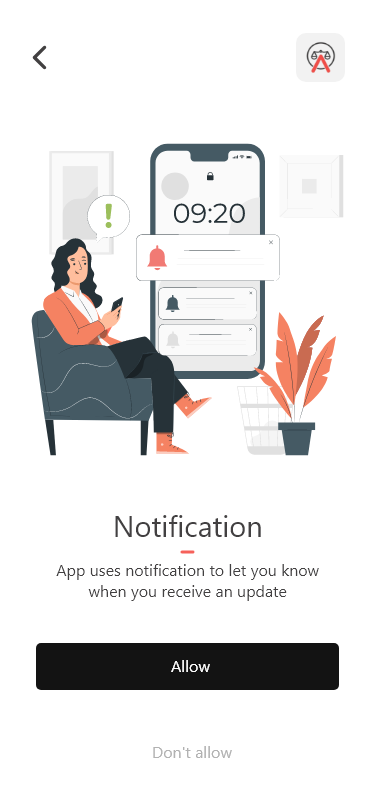 09:20
Notification
App uses notification to let you know
when you receive an update
Allow
Don't allow